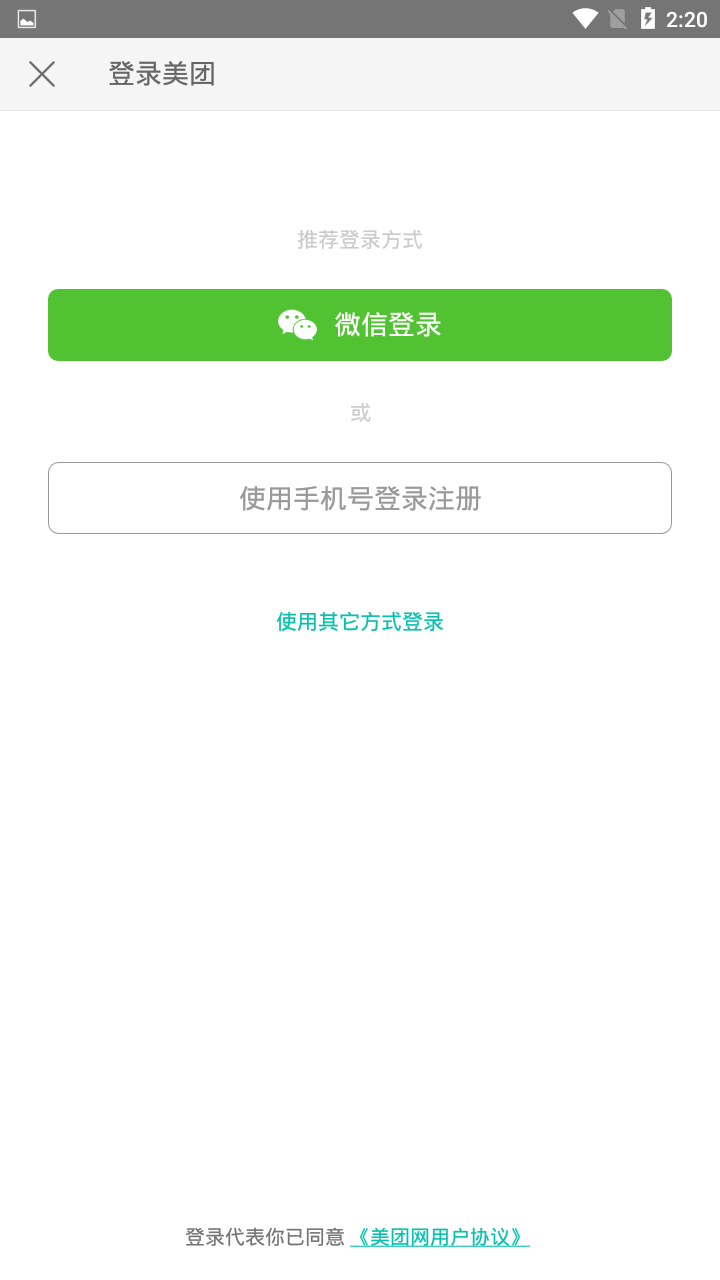 2:20
登录美团
推荐登录方式
微信登录
或
使用手机号登录注册
使用其它方式登录
登录代表你已同意 《美团网用户协议》